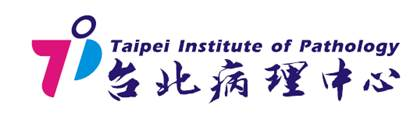 Taipei Institute of Pathology
台北病理中心